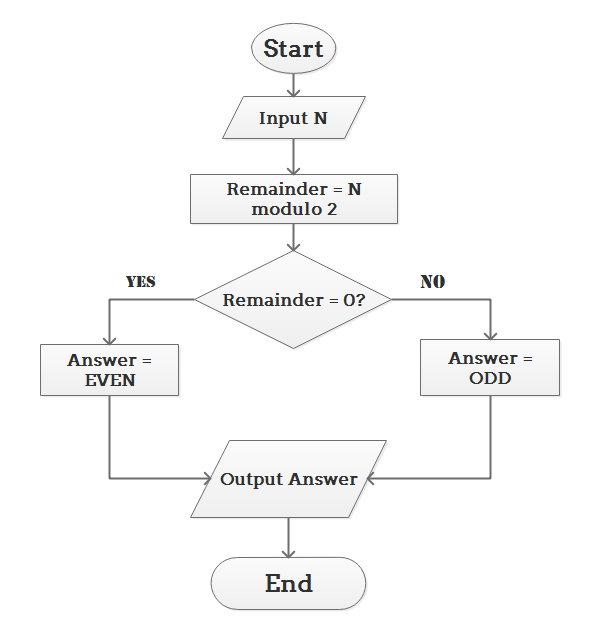 Start
Input N
Remainder = N
modulo 2
Remainder = 0?
YES
NO
Answer =
EVEN
Answer =
ODD
Output Answer
End